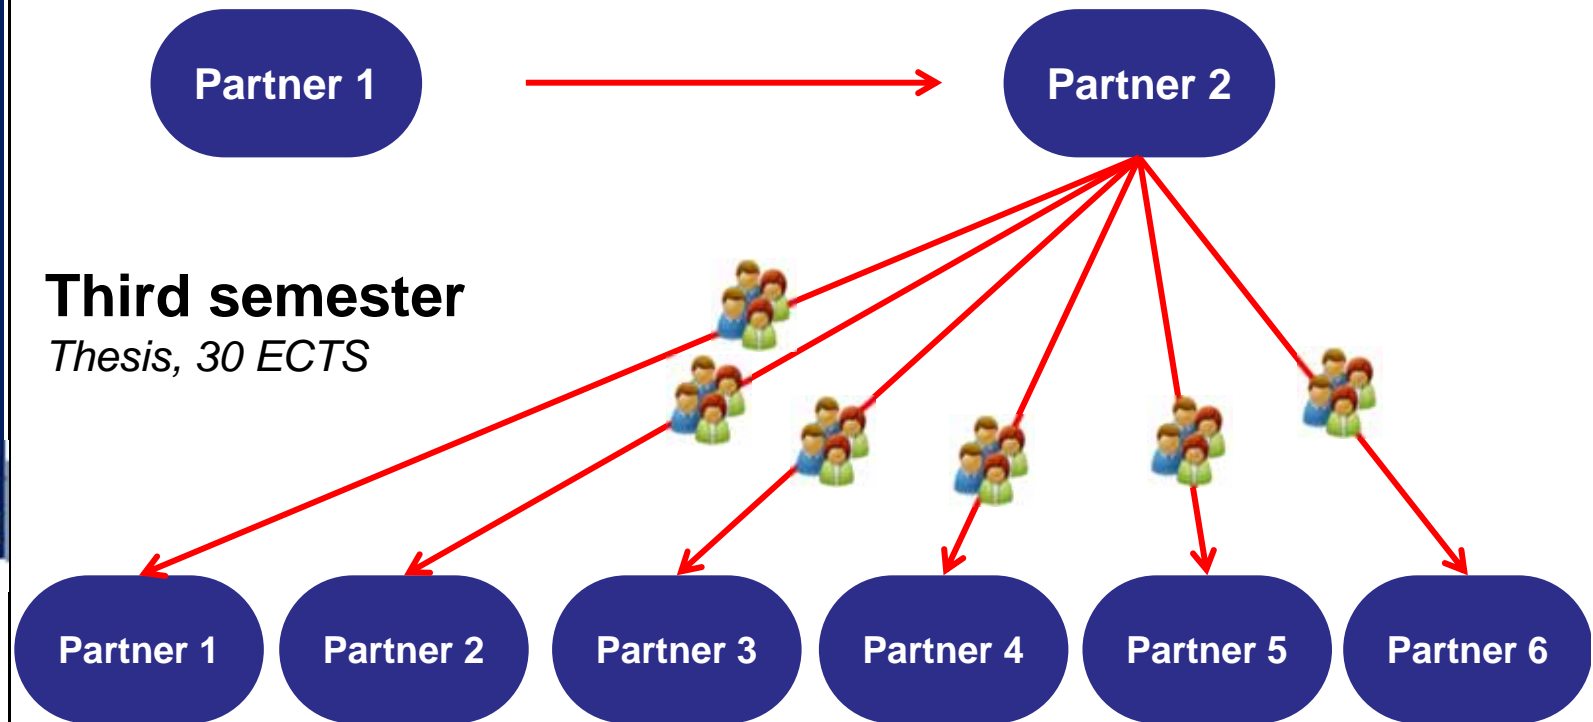 Partner 1
Partner 2
Third semester
Thesis, 30 ECTS
Partner 1
Partner 2
Partner 3
Partner 4
Partner 5
Partner 6